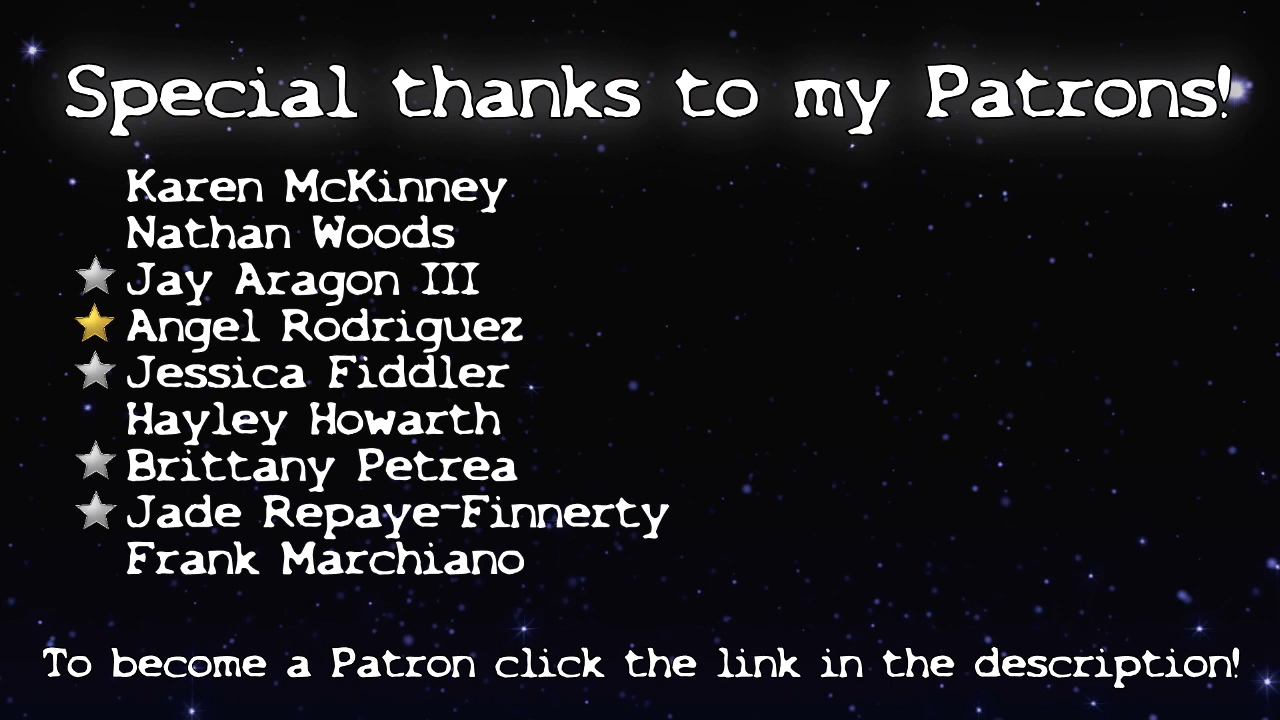 Special thanks to my Patrons!
Karen McKinney
Nathan Woods
Jay Aragon III
Angel Rodriguez
Jessica Fiddler
Hayley Howarth
Brittany Petrea
Jade Repaye-Finnerty
Frank Marchiano
To become a Patron click the link in the description!